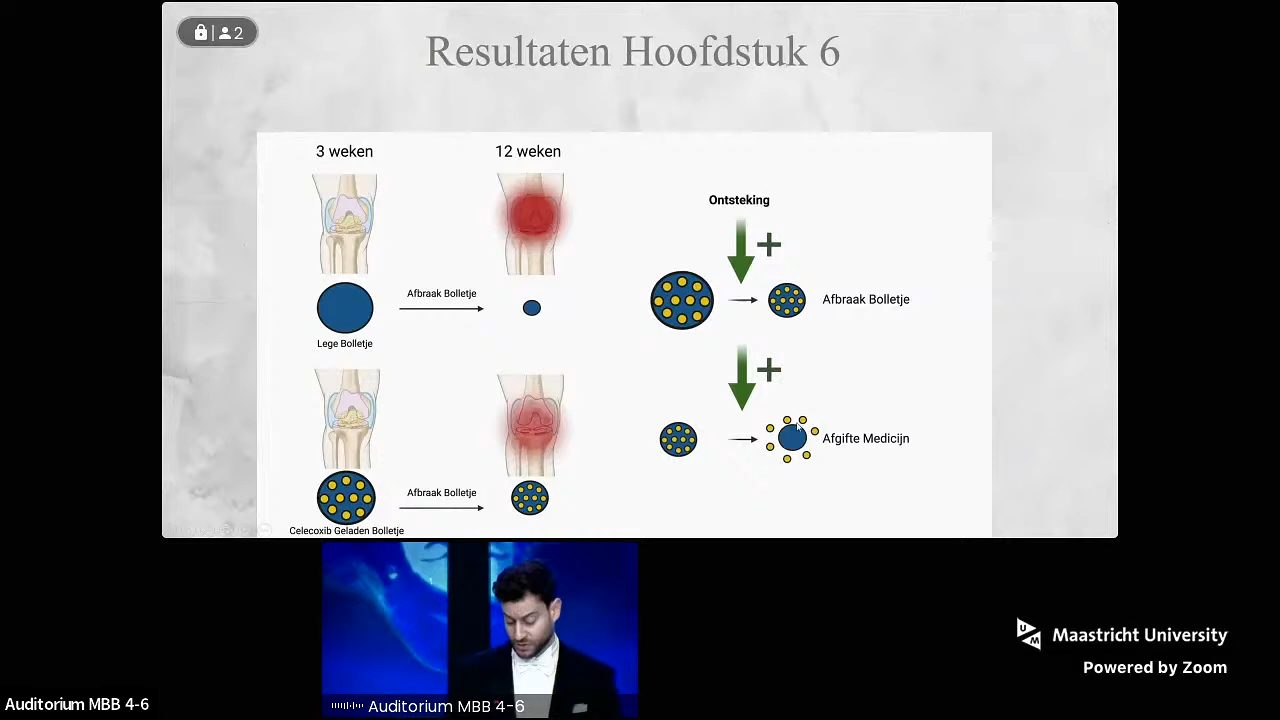 2
Resultaten Hoofdstuk 6
3 weken
12 weken
Ontsteking
Afbraak Bolletje
Afbraak Bolletje
Lege Bolletje
Afgifte Medicijn
Afbraak Bolletje
Celecoxib Geladen Bolletje
UM
Maastricht University
Powered by Zoom
Auditorium MBB 4-6
Auditorium MBB 4-6